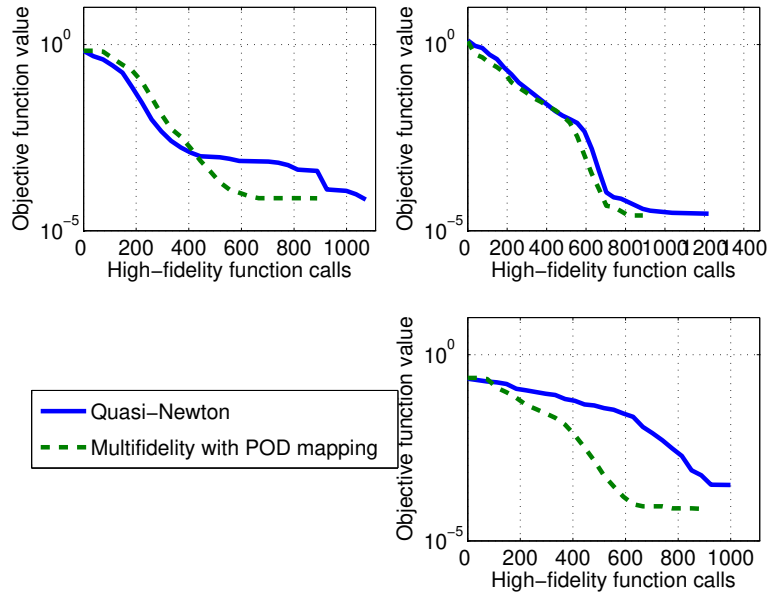 10^0
10^-5
0 200 400 600 800 1000
High-fidelity function calls
Objective function value
10^0
10^-5
0 200 400 600 800 1000 1200 1400
High-fidelity function calls
Objective function value
Quasi-Newton
Multifidelity with POD mapping
10^0
10^-5
0 200 400 600 800 1000
High-fidelity function calls
Objective function value